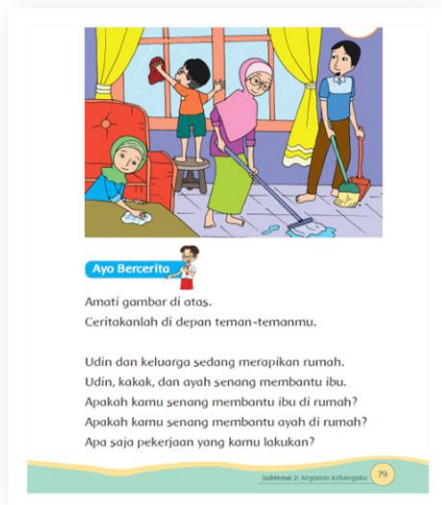 Ayo Bercerita
Amati gambar di atas.
Ceritakanlah di depan teman-temanmu.
Udin dan keluarga sedang merapikan rumah.
Udin, kakak, dan ayah senang membantu ibu.
Apakah kamu senang membantu ibu di rumah?
Apakah kamu senang membantu ayah di rumah?
Apa saja pekerjaan yang kamu lakukan?
Subtema 2: Kegiatan Keluargaku 79